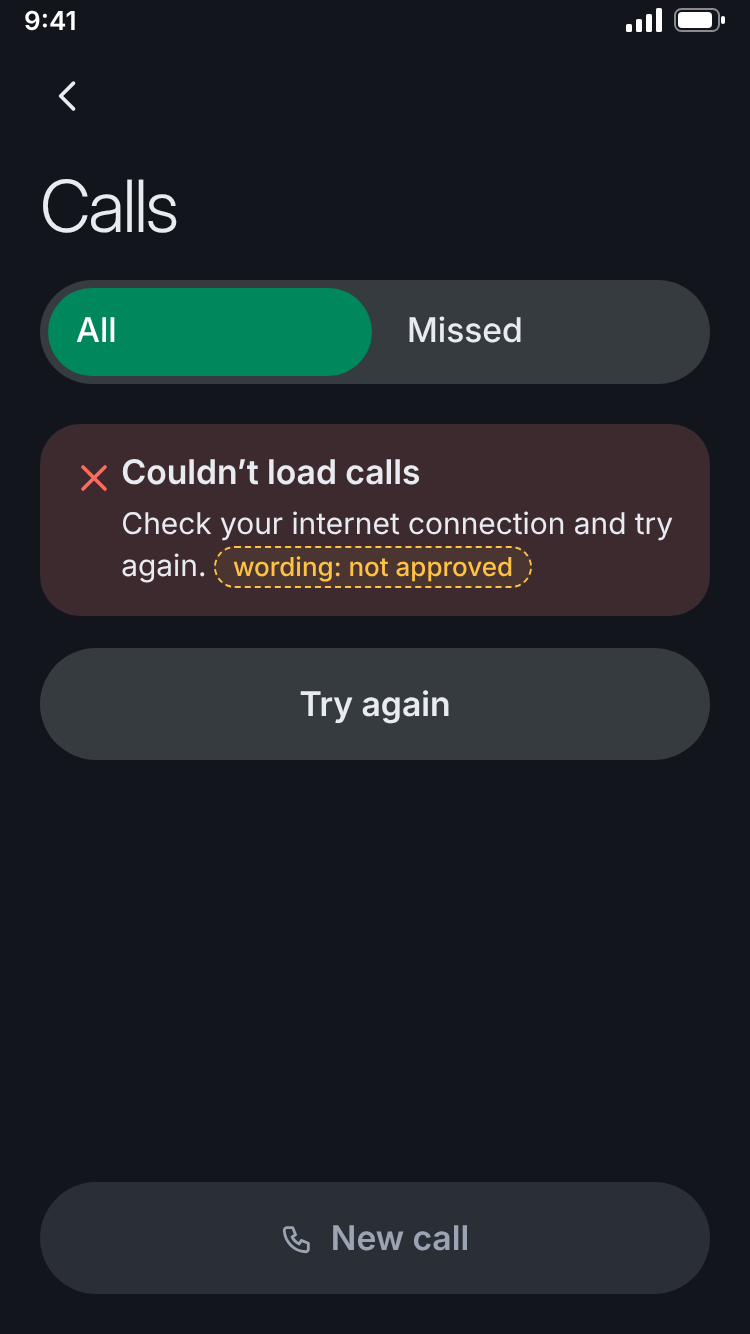 9:41
Calls
All
Missed
Couldn’t load calls
Check your internet connection and try
again. wording: not approved
Try again
New call